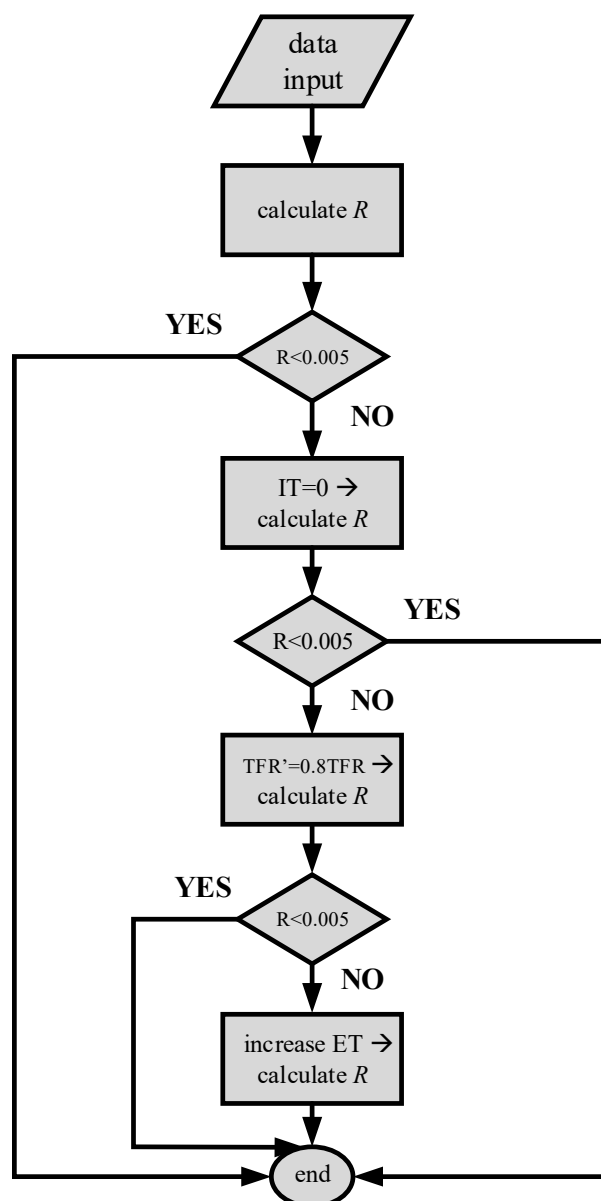 data
input
calculate R
YES
R<0.005
NO
IT=0 →
calculate R
YES
R<0.005
NO
TFR’=0.8TFR →
calculate R
YES
R<0.005
NO
increase ET →
calculate R
end